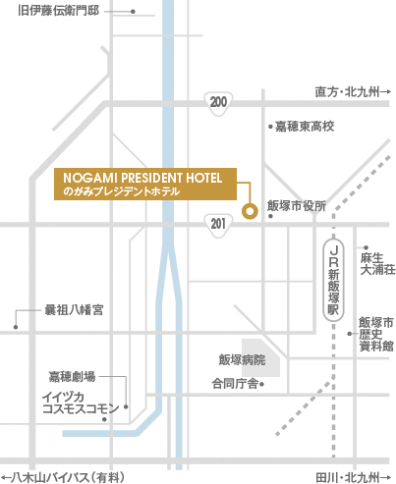 旧伊藤伝衛門邸
200
直方・北九州→
嘉穂東高校
NOGAMI PRESIDENT HOTEL
のがみプレジデントホテル
飯塚市役所
201
JR新飯塚駅
麻生
大浦荘
曩祖八幡宮
飯塚市
歴史
資料館
飯塚病院
嘉穂劇場
合同庁舎
イイヅカ
コスモスコモン
←八木山バイパス（有料）
田川・北九州→